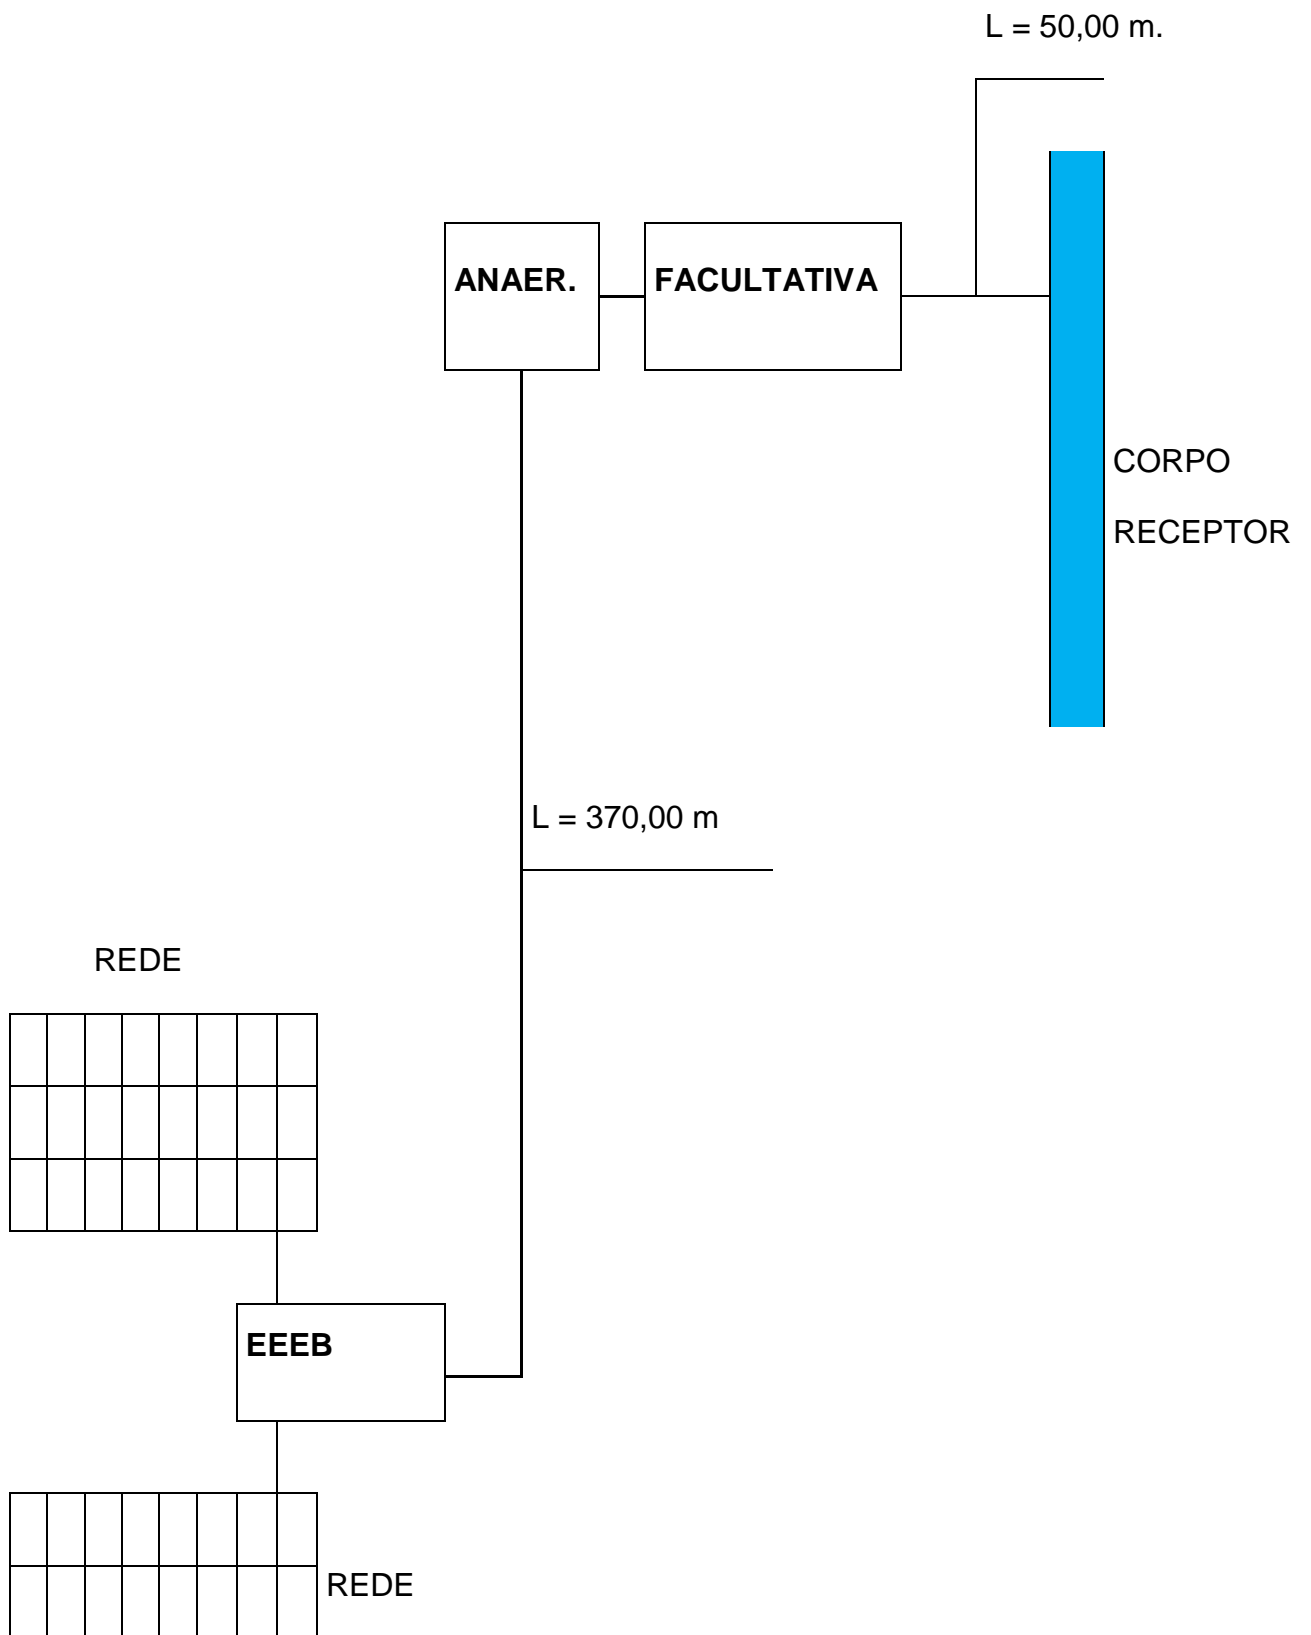 L = 50,00 m.
ANAER.
FACULTATIVA
CORPO
RECEPTOR
L = 370,00 m
REDE
EEEB
REDE